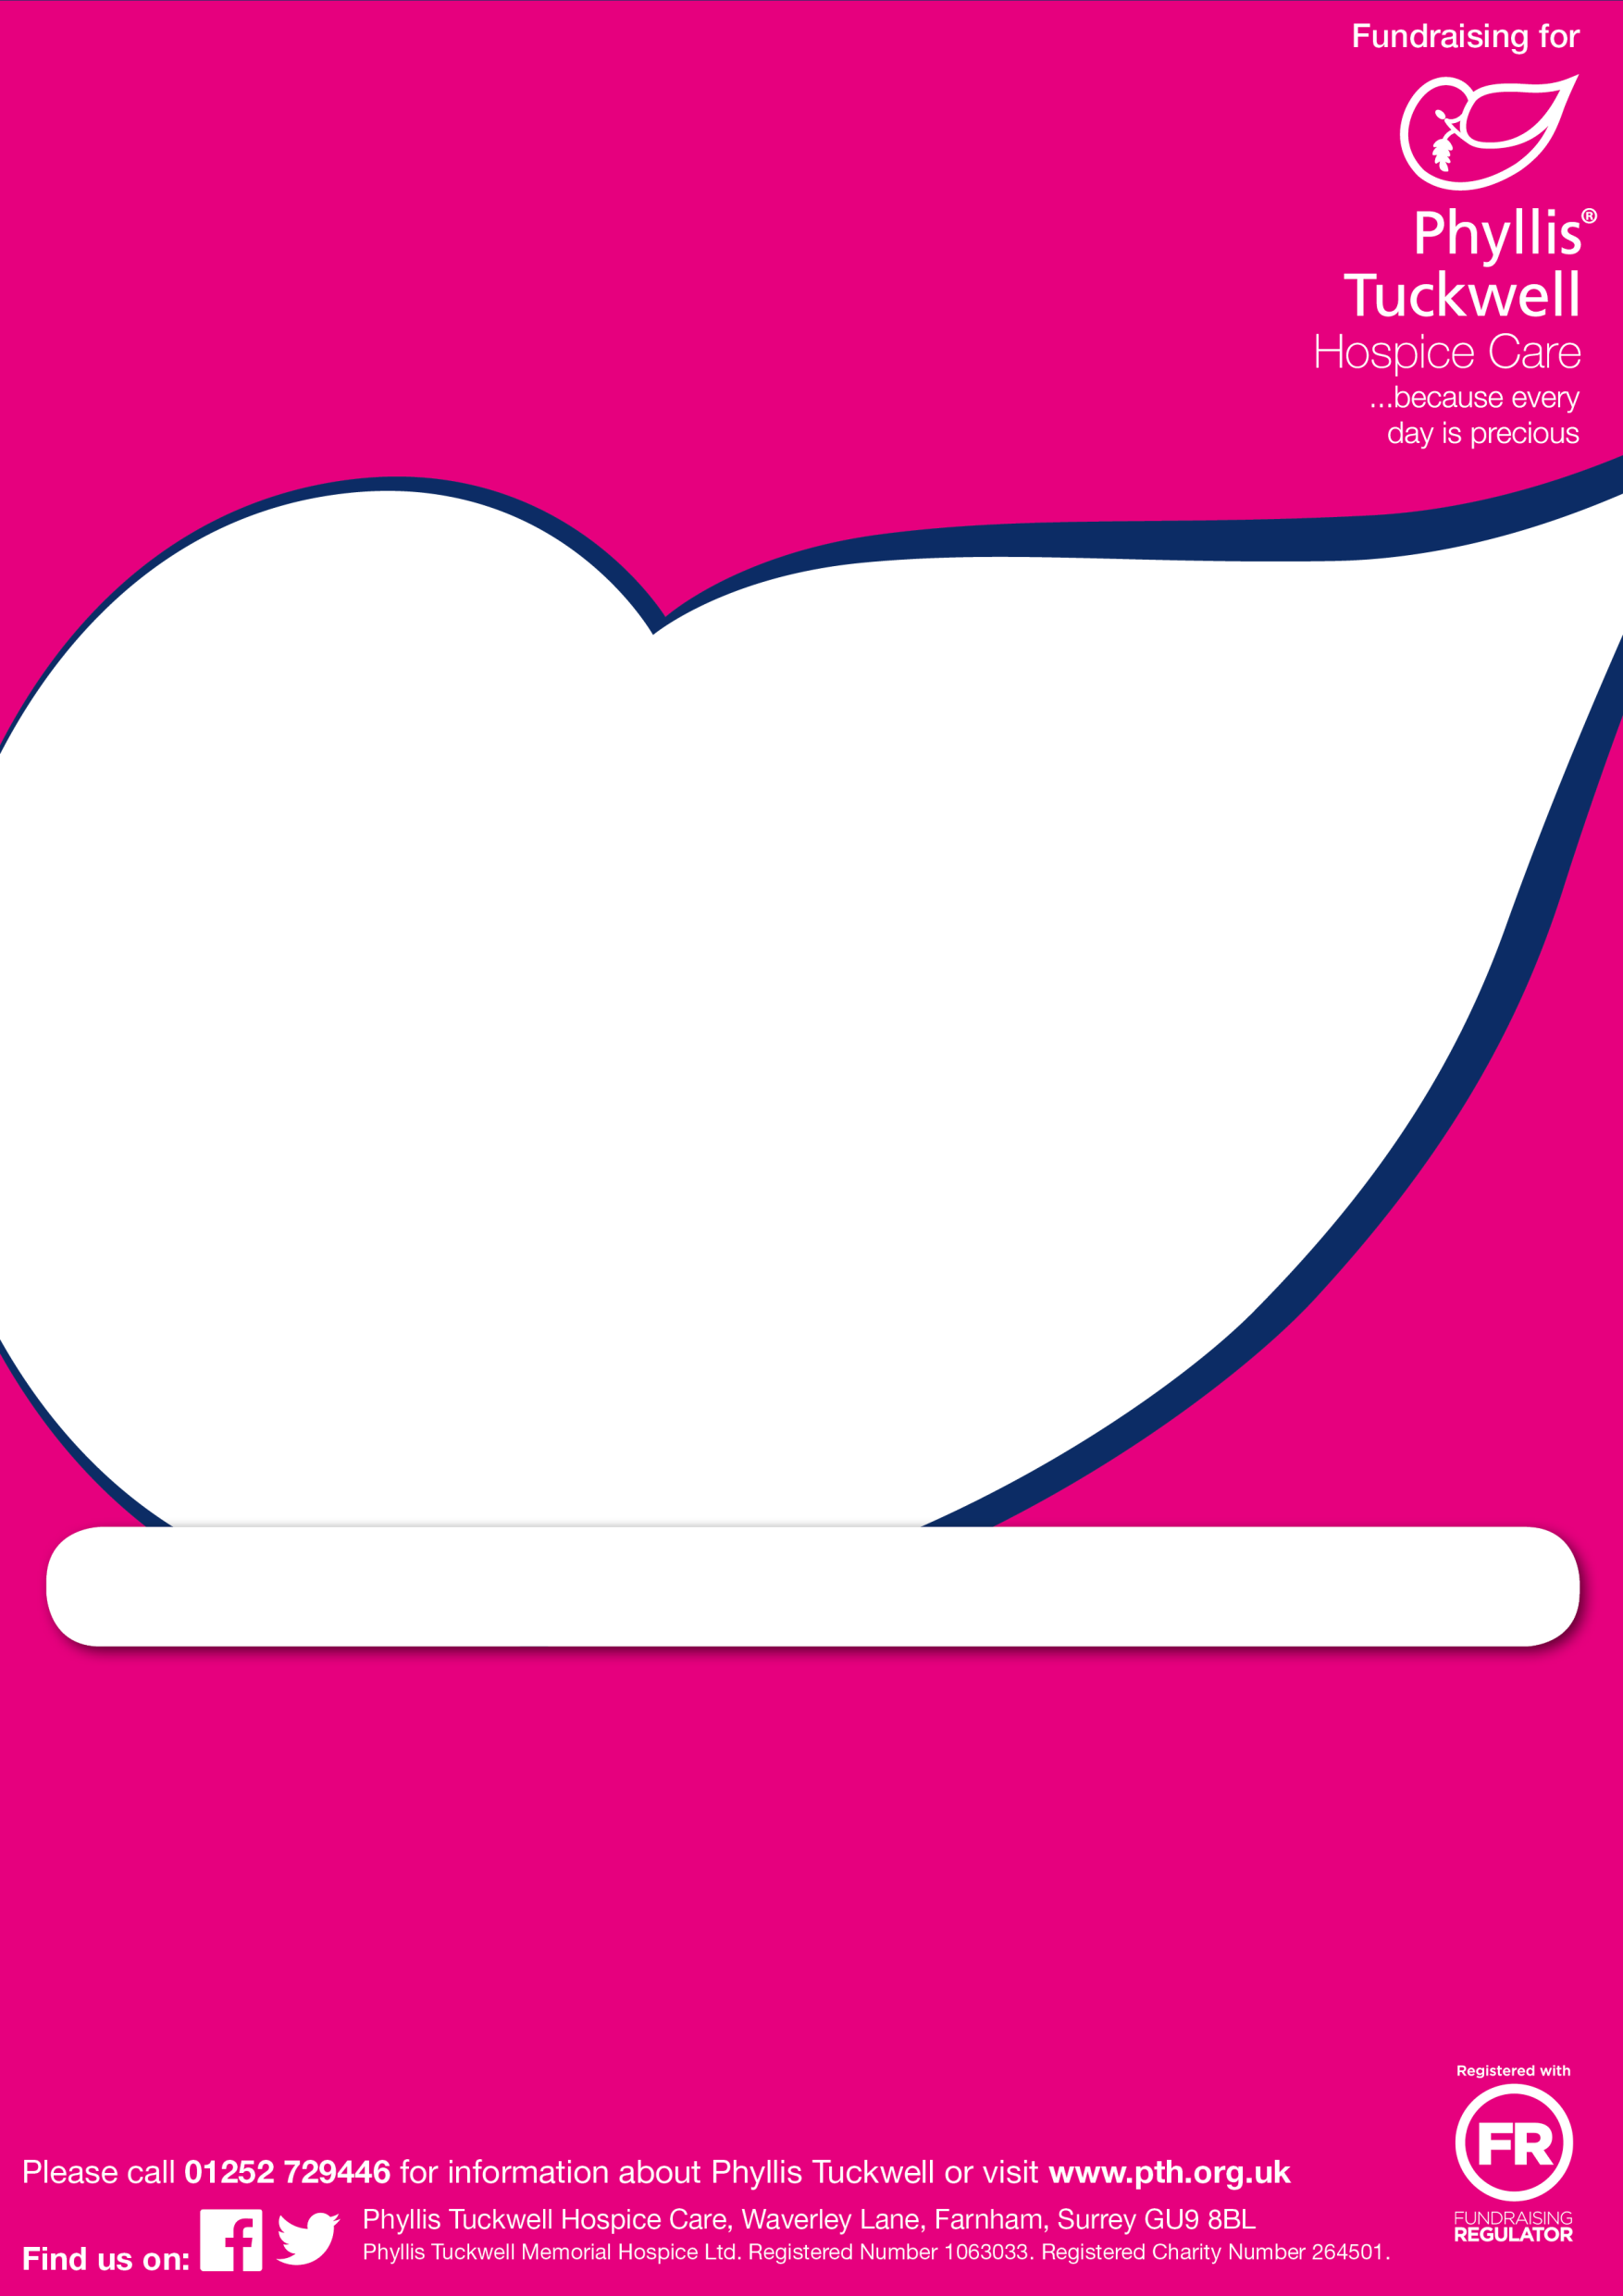 Fundraising for
Phyllis®
Tuckwell
Hospice Care
...because every
day is precious
Registered with
FR
FUNDRAISING
REGULATOR
Please call 01252 729446 for information about Phyllis Tuckwell or visit www.pth.org.uk
Find us on:
Phyllis Tuckwell Hospice Care, Waverley Lane, Farnham, Surrey GU9 8BL
Phyllis Tuckwell Memorial Hospice Ltd. Registered Number 1063033. Registered Charity Number 264501.